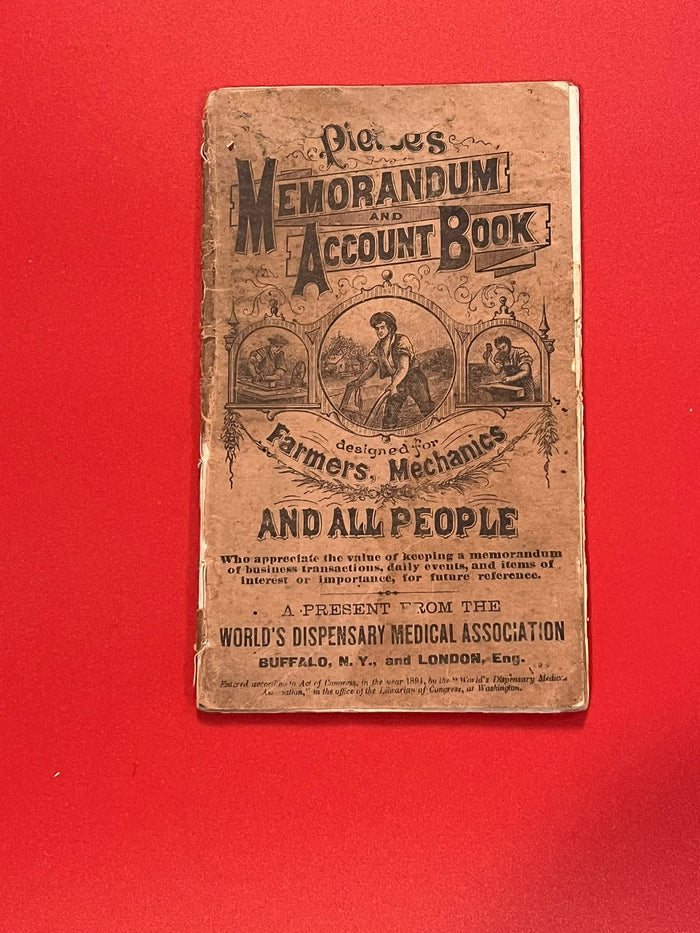 Pierces
MEMORANDUM
AND
ACCOUNT BOOK
designed for
Farmers, Mechanics
AND ALL PEOPLE
Who appreciate the value of keeping a memorandum
of business transactions, daily events, and items of
interest or importance, for future reference.
A PRESENT FROM THE
WORLD'S DISPENSARY MEDICAL ASSOCIATION
BUFFALO, N. Y., and LONDON, Eng.
Entered according to Act of Congress, in the year 1894, by the "World's Dispensary Medical
Association," in the office of the Librarian of Congress, at Washington.